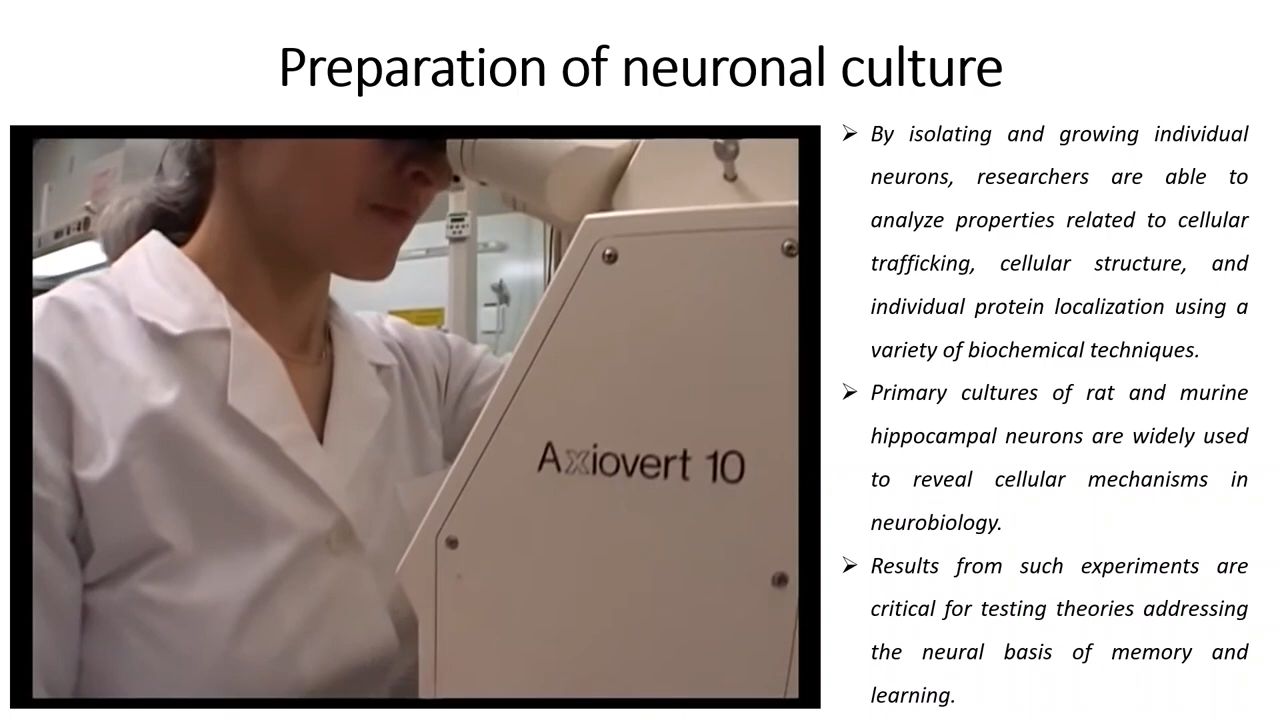 Preparation of neuronal culture
Axiovert 10
➢ By isolating and growing individual
neurons, researchers are able to
analyze properties related to cellular
trafficking, cellular structure, and
individual protein localization using a
variety of biochemical techniques.
➢ Primary cultures of rat and murine
hippocampal neurons are widely used
to reveal cellular mechanisms in
neurobiology.
➢ Results from such experiments are
critical for testing theories addressing
the neural basis of memory and
learning.